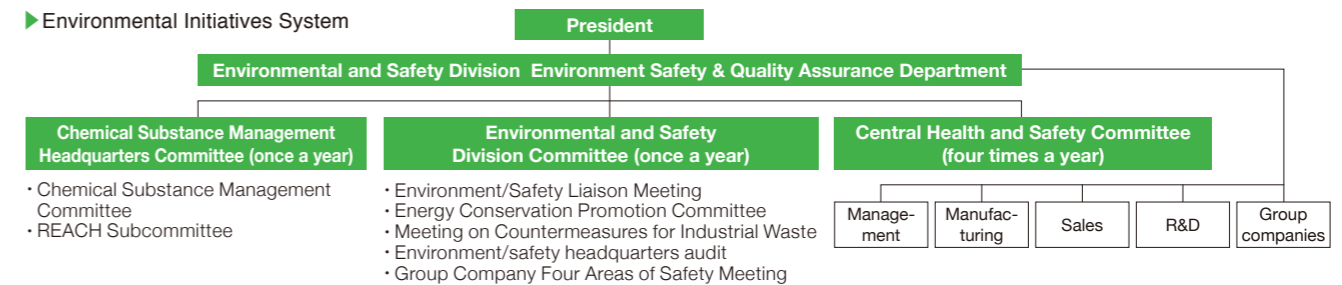 Environmental Initiatives System
President
Environmental and Safety Division Environment Safety & Quality Assurance Department
Chemical Substance Management
Headquarters Committee (once a year)
・Chemical Substance Management
Committee
・REACH Subcommittee
Environmental and Safety
Division Committee (once a year)
・Environment/Safety Liaison Meeting
・Energy Conservation Promotion Committee
・Meeting on Countermeasures for Industrial Waste
・Environment/safety headquarters audit
・Group Company Four Areas of Safety Meeting
Central Health and Safety Committee
(four times a year)
Manage-
ment
Manufac-
turing
Sales
R&D
Group
companies